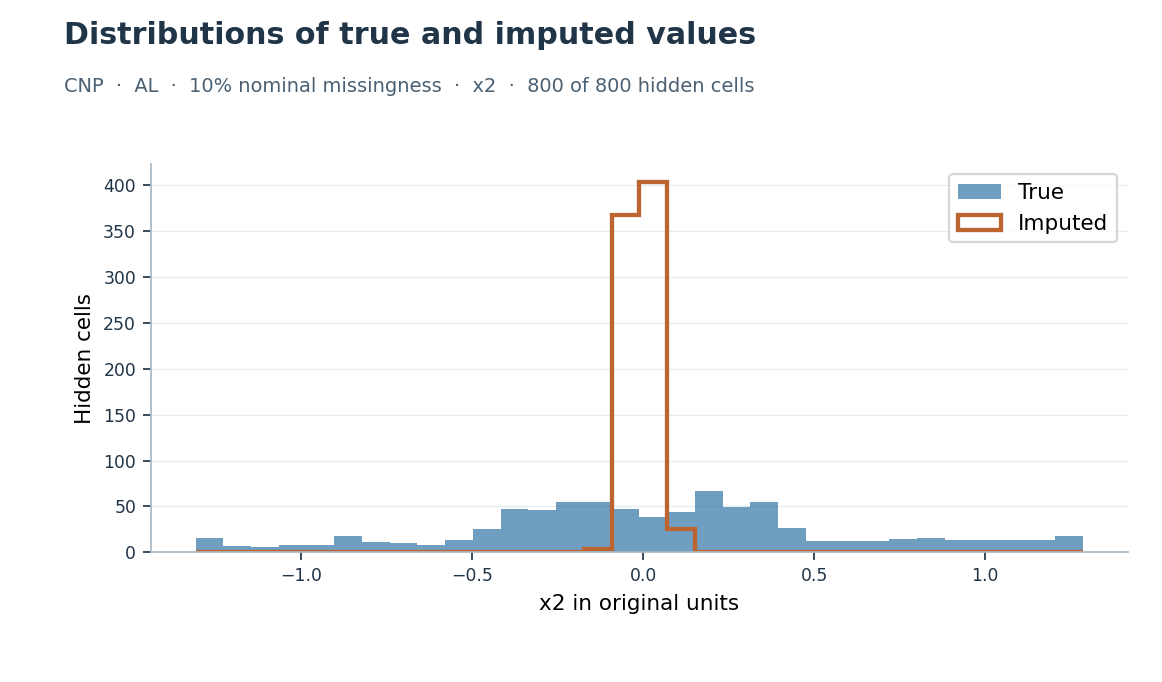 Distributions of true and imputed values
CNP · AL · 10% nominal missingness · x2 · 800 of 800 hidden cells
True
Imputed
Hidden cells
400
350
300
250
200
150
100
50
0
−1.0 −0.5 0.0 0.5 1.0
x2 in original units